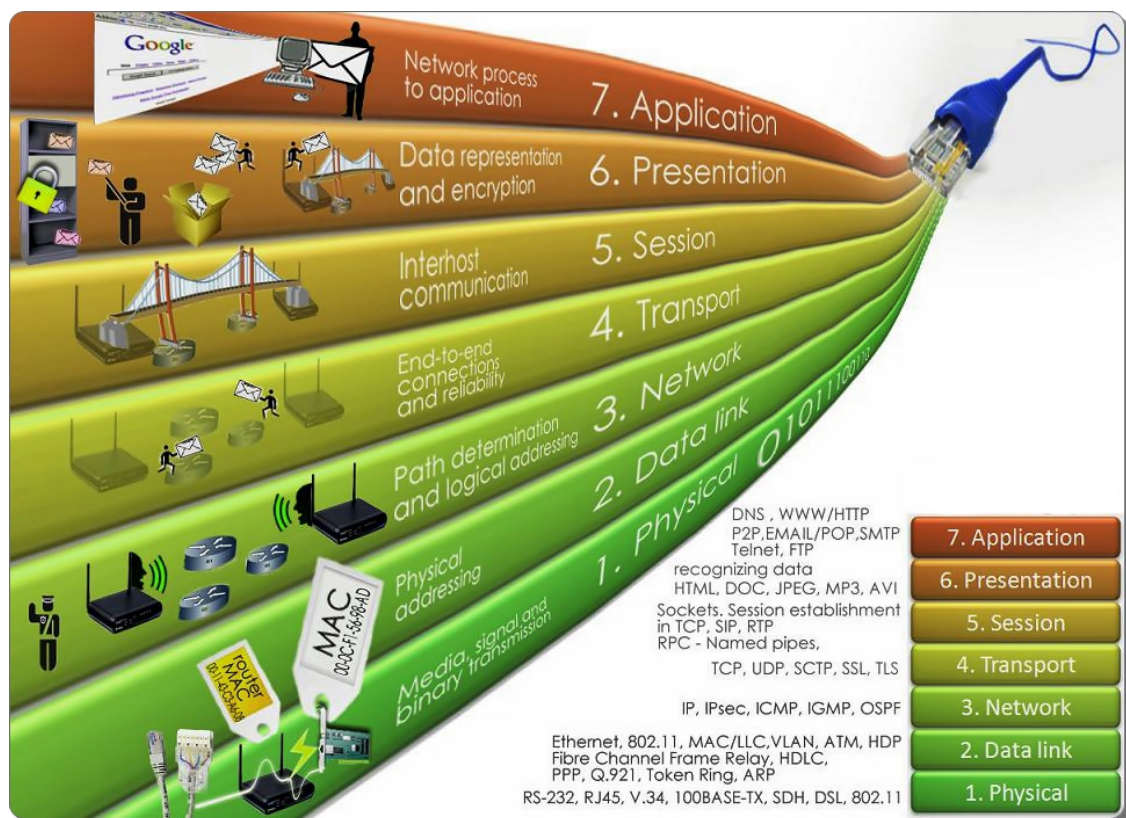 Google
Network process
to application
7. Application
Data representation
and encryption
6. Presentation
Interhost
communication
5. Session
End-to-end
connections
and reliability
4. Transport
Path determination
and logical addressing
3. Network
Physical
addressing
2. Data link
Media, signal and
binary transmission
1. Physical
MAC
00-0C-F1-56-98-AD
router
MAC
DNS , WWW/HTTP
P2P,EMAIL/POP,SMTP
Telnet, FTP
7. Application
recognizing data
HTML, DOC, JPEG, MP3, AVI
6. Presentation
Sockets. Session establishment
in TCP, SIP, RTP
RPC - Named pipes,
5. Session
TCP, UDP, SCTP, SSL, TLS
4. Transport
IP, IPsec, ICMP, IGMP, OSPF
3. Network
Ethernet, 802.11, MAC/LLC,VLAN, ATM, HDP
Fibre Channel Frame Relay, HDLC,
PPP, Q.921, Token Ring, ARP
2. Data link
RS-232, RJ45, V.34, 100BASE-TX, SDH, DSL, 802.11
1. Physical